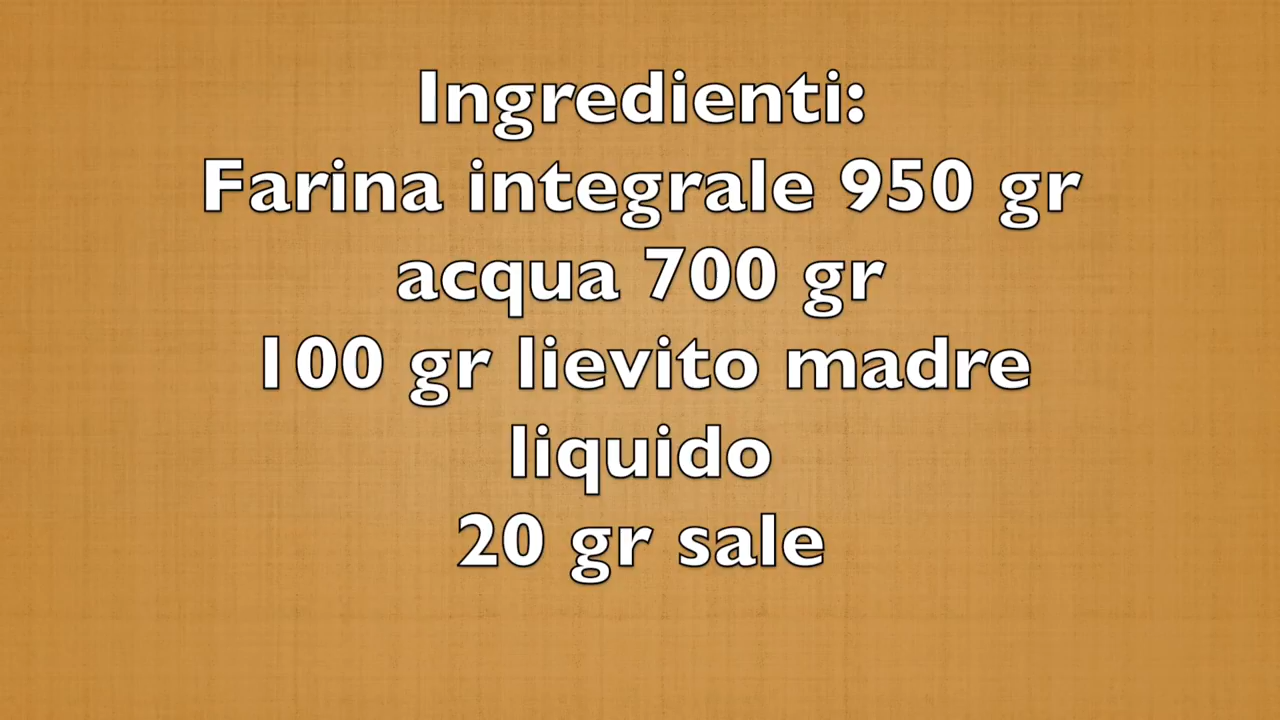 Ingredienti:
Farina integrale 950 gr
acqua 700 gr
100 gr lievito madre
liquido
20 gr sale